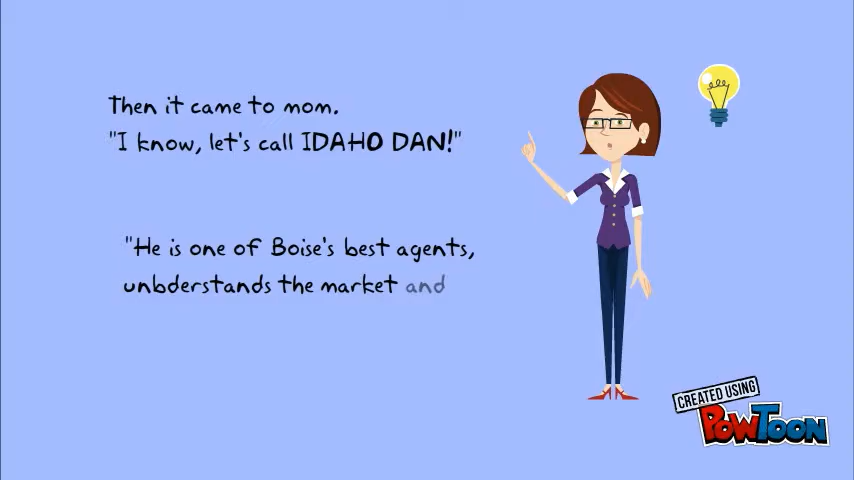 Then it came to mom.
"I know, let's call IDAHO DAN!"
"He is one of Boise's best agents,
unbderstands the market and
CREATED USING
POWTOON